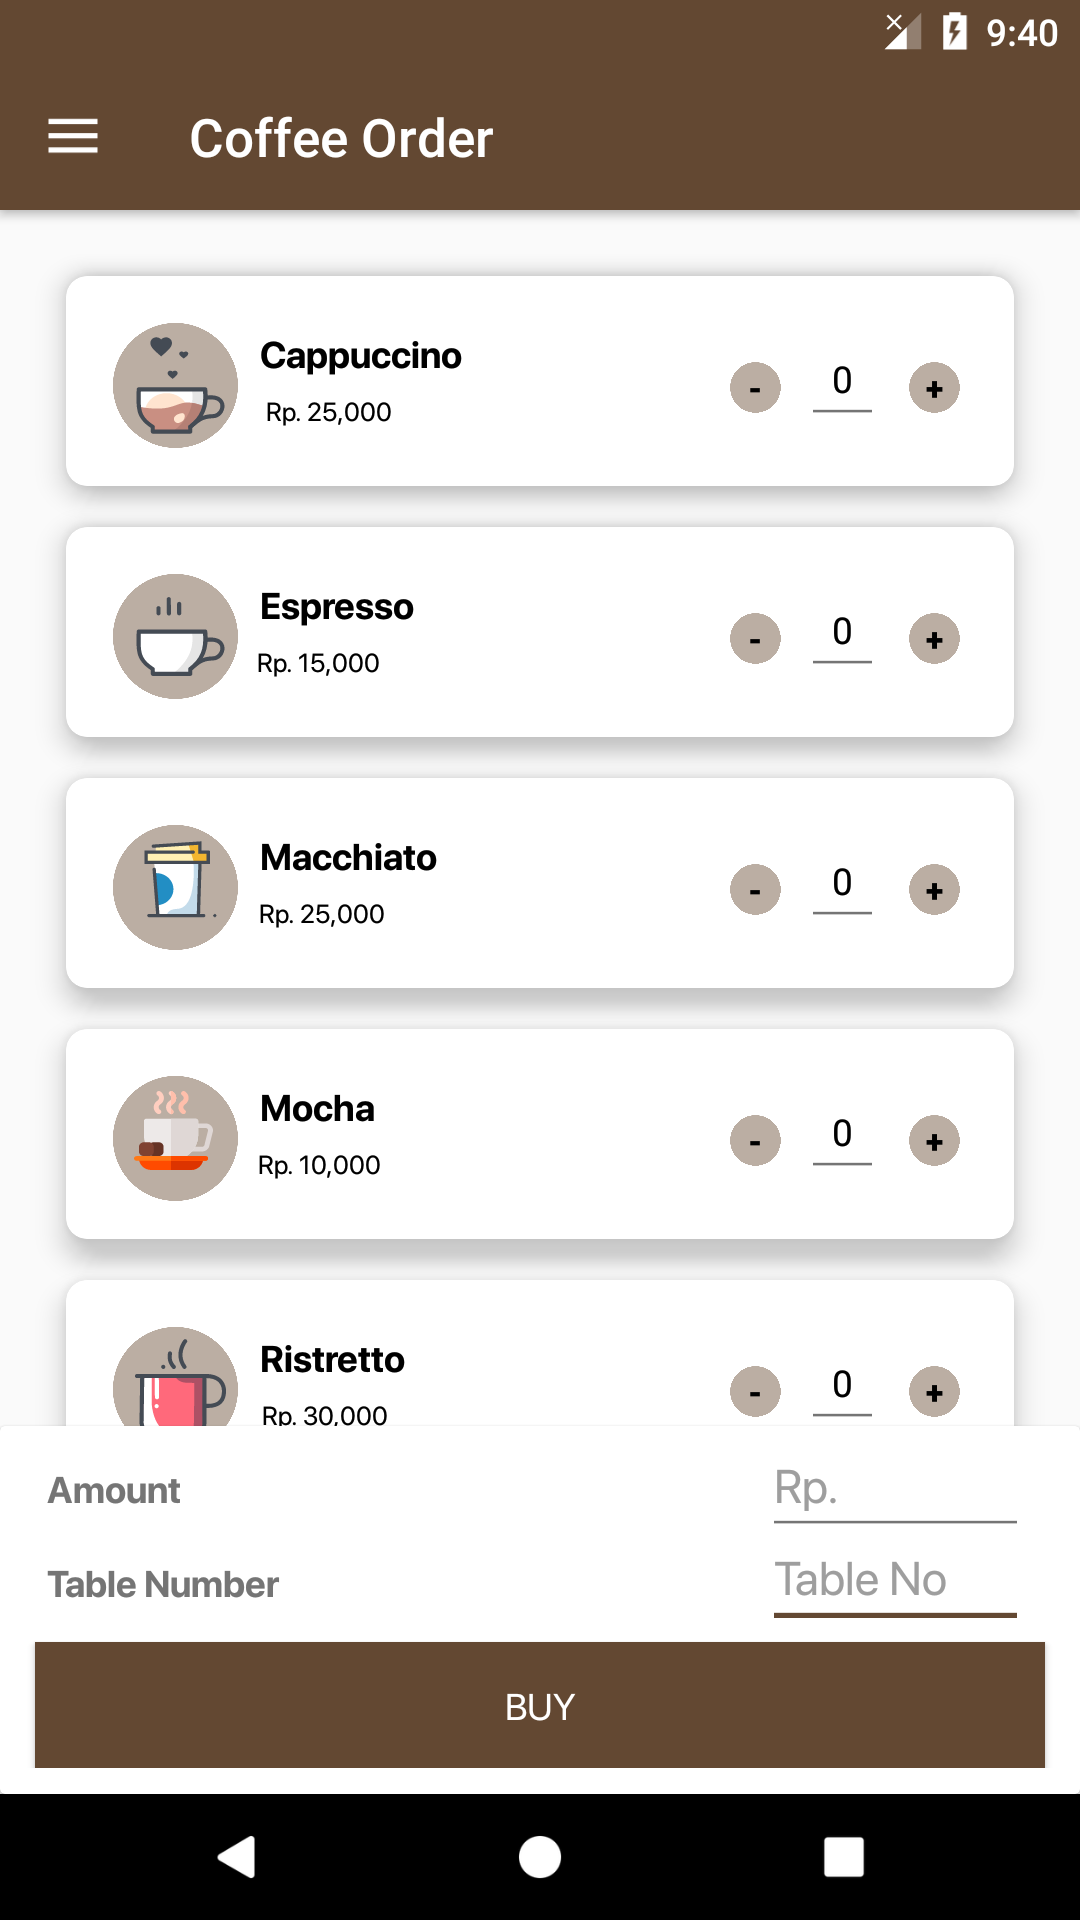 9:40
Coffee Order
Cappuccino
Rp. 25,000
- 0 +
Espresso
Rp. 15,000
- 0 +
Macchiato
Rp. 25,000
- 0 +
Mocha
Rp. 10,000
- 0 +
Ristretto
Rp. 30,000
- 0 +
Amount Rp.
Table Number Table No
BUY